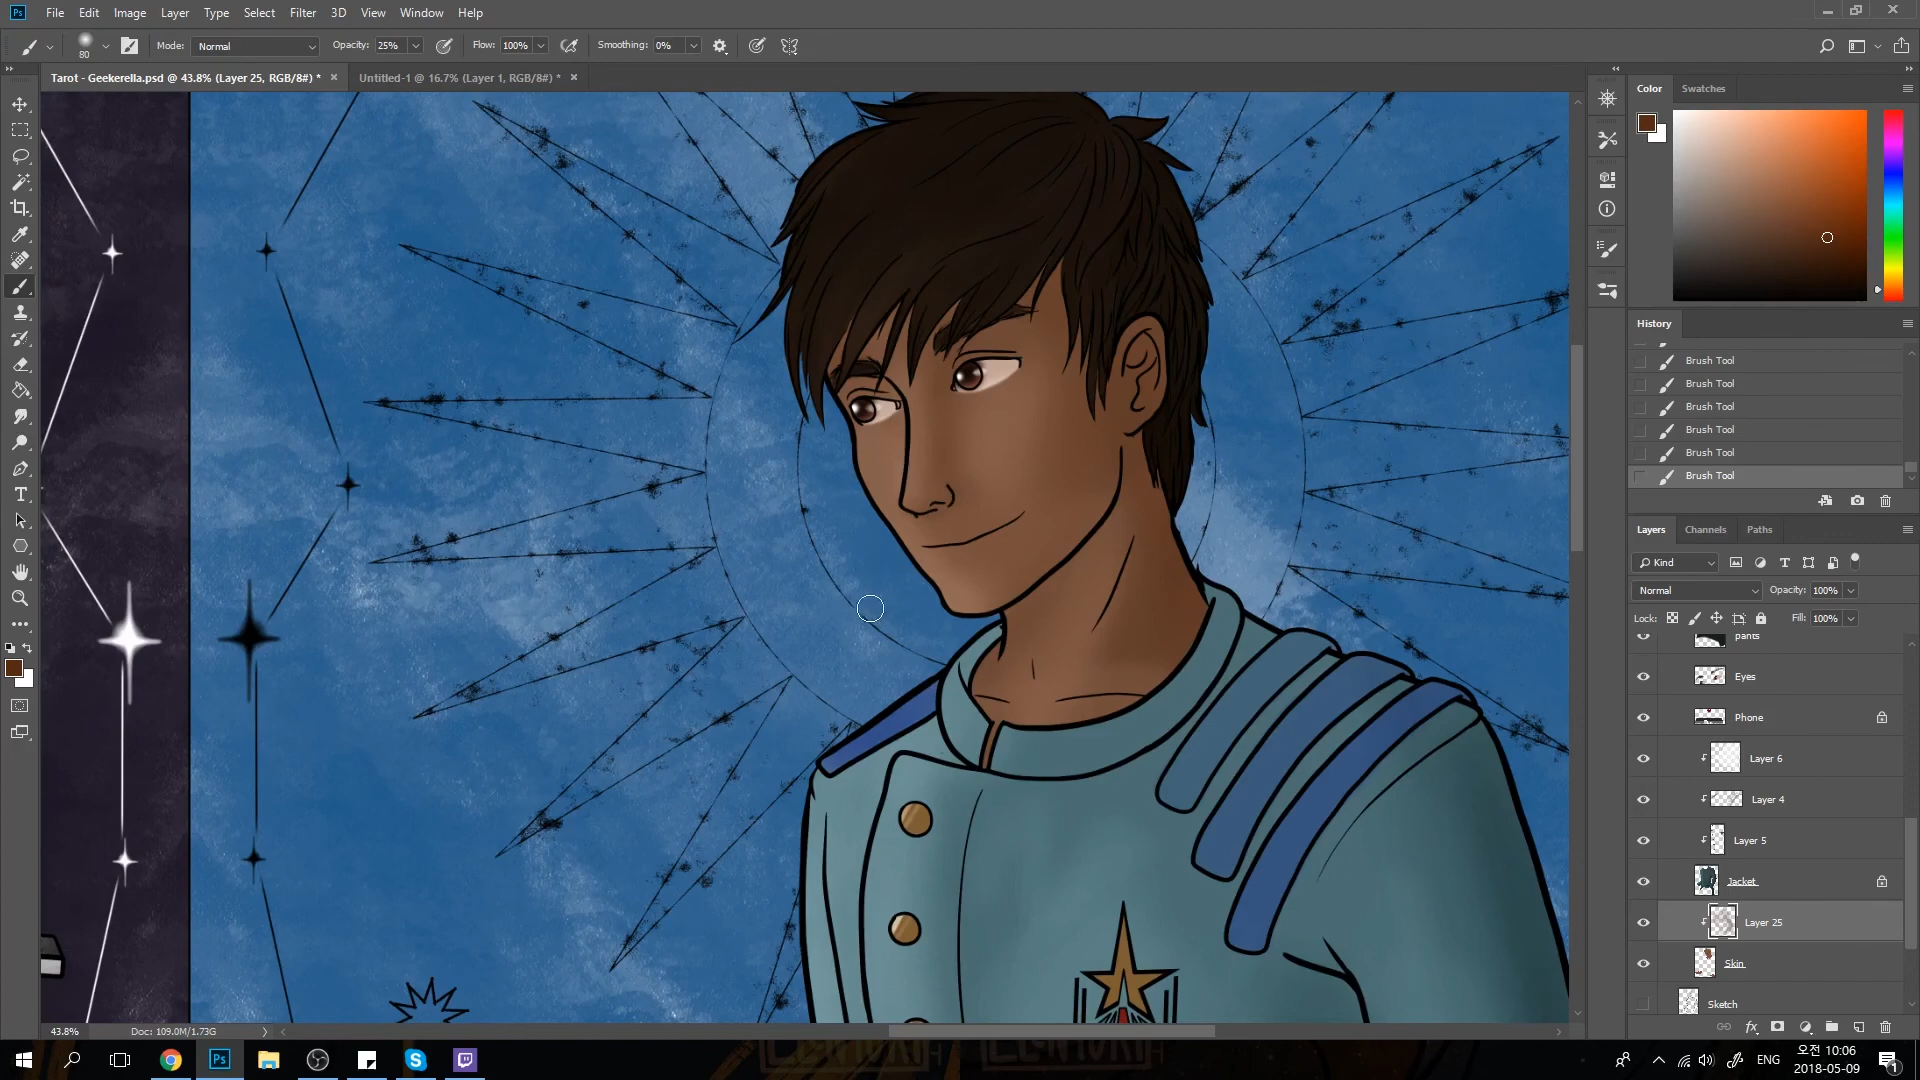 Ps File Edit Image Layer Type Select Filter 3D View Window Help
80 Mode: Normal Opacity: 25% Flow: 100% Smoothing: 0%
Tarot - Geekerella.psd @ 43.8% (Layer 25, RGB/8#) * Untitled-1 @ 16.7% (Layer 1, RGB/8#) *
Color Swatches
History
Brush Tool
Brush Tool
Brush Tool
Brush Tool
Brush Tool
Brush Tool
Layers Channels Paths
Kind
Normal Opacity: 100%
Lock: Fill: 100%
pants
Eyes
Phone
Layer 6
Layer 4
Layer 5
Jacket
Layer 25
Skin
Sketch
43.8% Doc: 109.0M/1.73G
Ps ENG 오전 10:06
2018-05-09
1